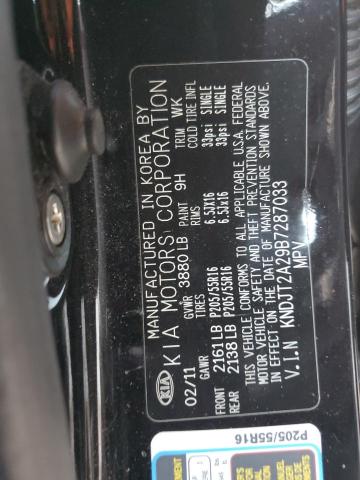 MANUFACTURED IN KOREA BY
KIA KIA MOTORS CORPORATION
02/11 GVWR 3880 LB PAINT 9H TRIM WK
GAWR TIRES RIMS COLD TIRE INFL
FRONT 2161 LB P205/55R16 6.5Jx16 33psi SINGLE
REAR 2138 LB P205/55R16 6.5Jx16 33psi SINGLE
THIS VEHICLE CONFORMS TO ALL APPLICABLE U.S.A. FEDERAL
MOTOR VEHICLE SAFETY AND THEFT PREVENTION STANDARDS
IN EFFECT ON THE DATE OF MANUFACTURE SHOWN ABOVE.
V.I.N KNDJT2A29B7287033
MPV
P205/55R16